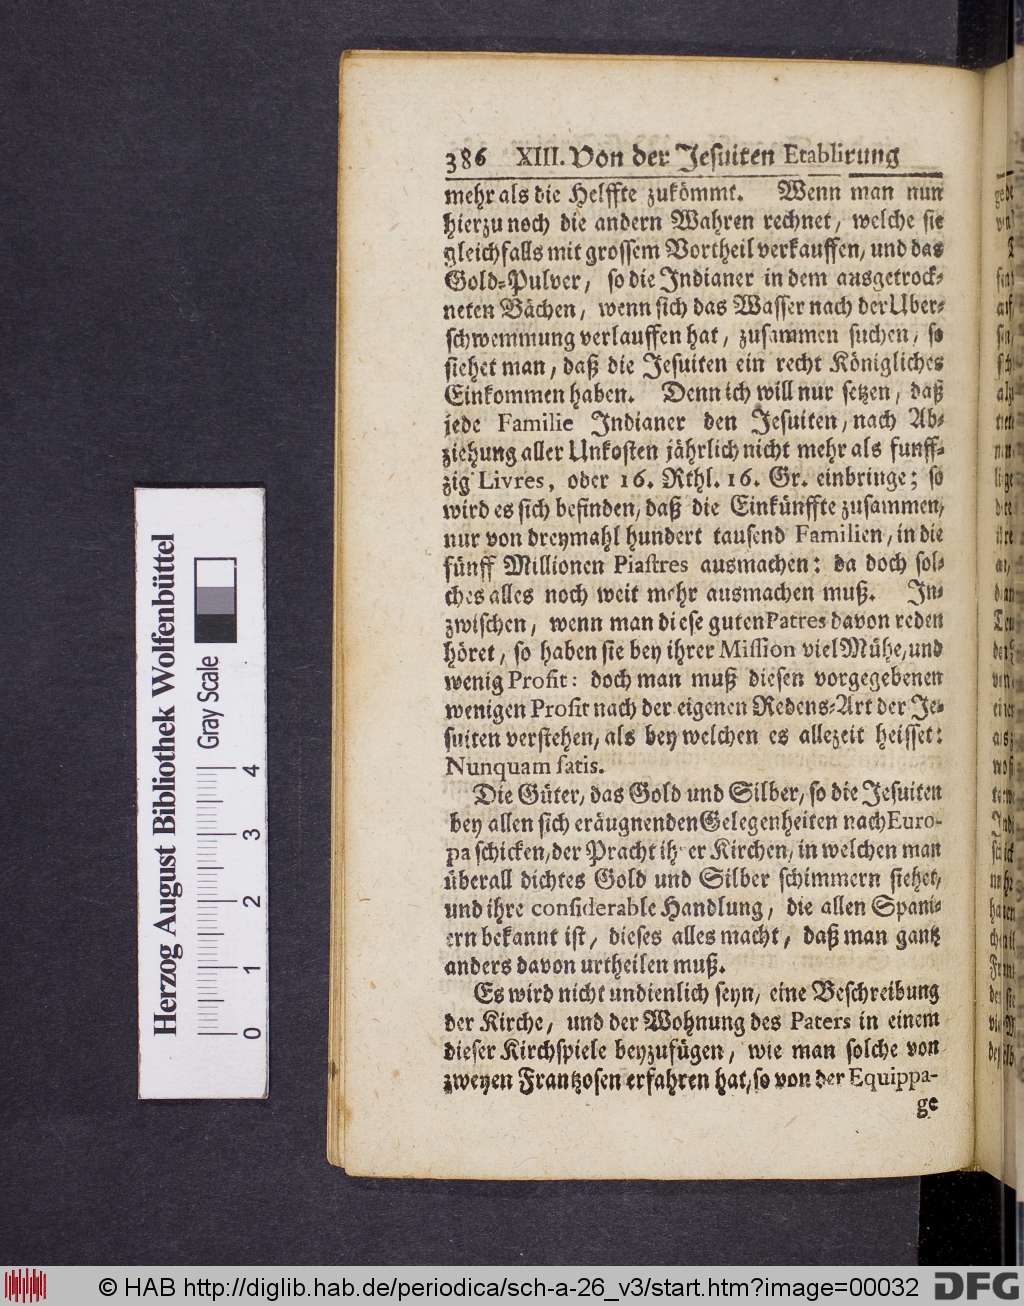 386 XIII. Von der Jesuiten Etablirung
mehr als die Helffte zukömmt. Wenn man nun
hierzu noch die andern Wahren rechnet, welche sie
gleichfalls mit grossem Vortheil verkauffen, und das
Gold-Pulver, so die Indianer in dem ausgetrock-
neten Bächen, wenn sich das Wasser nach der Uber-
schwemmung verlauffen hat, zusammen suchen, so
siehet man, daß die Jesuiten ein recht Königliches
Einkommen haben. Denn ich will nur setzen, daß
jede Familie Indianer den Jesuiten, nach Ab-
ziehung aller Unkosten jährlich nicht mehr als funff-
zig Livres, oder 16. Rthl. 16. Gr. einbringe; so
wird es sich befinden, daß die Einkünffte zusammen,
nur von dreymahl hundert tausend Familien, in die
fünff Millionen Piastres ausmachen: da doch sol-
ches alles noch weit mehr ausmachen muß. In-
zwischen, wenn man diese guten Patres davon reden
höret, so haben sie bey ihrer Mission viel Mühe, und
wenig Profit: doch man muß diesen vorgegebenen
wenigen Profit nach der eigenen Redens-Art der Je-
suiten verstehen, als bey welchen es allezeit heisset:
Nunquam satis.
Die Güter, das Gold und Silber, so die Jesuiten
bey allen sich eräugnenden Gelegenheiten nach Euro-
pa schicken, der Pracht ihrer Kirchen, in welchen man
überall dichtes Gold und Silber schimmern siehet,
und ihre considerable Handlung, die allen Spani-
ern bekannt ist, dieses alles macht, daß man gantz
anders davon urtheilen muß.
Es wird nicht undienlich seyn, eine Beschreibung
der Kirche, und der Wohnung des Paters in einem
dieser Kirchspiele beyzufügen, wie man solche von
zweyen Frantzosen erfahren hat, so von der Equippa-
ge
Herzog August Bibliothek Wolfenbüttel
Gray Scale
0 1 2 3 4
© HAB http://diglib.hab.de/periodica/sch-a-26_v3/start.htm?image=00032
DFG